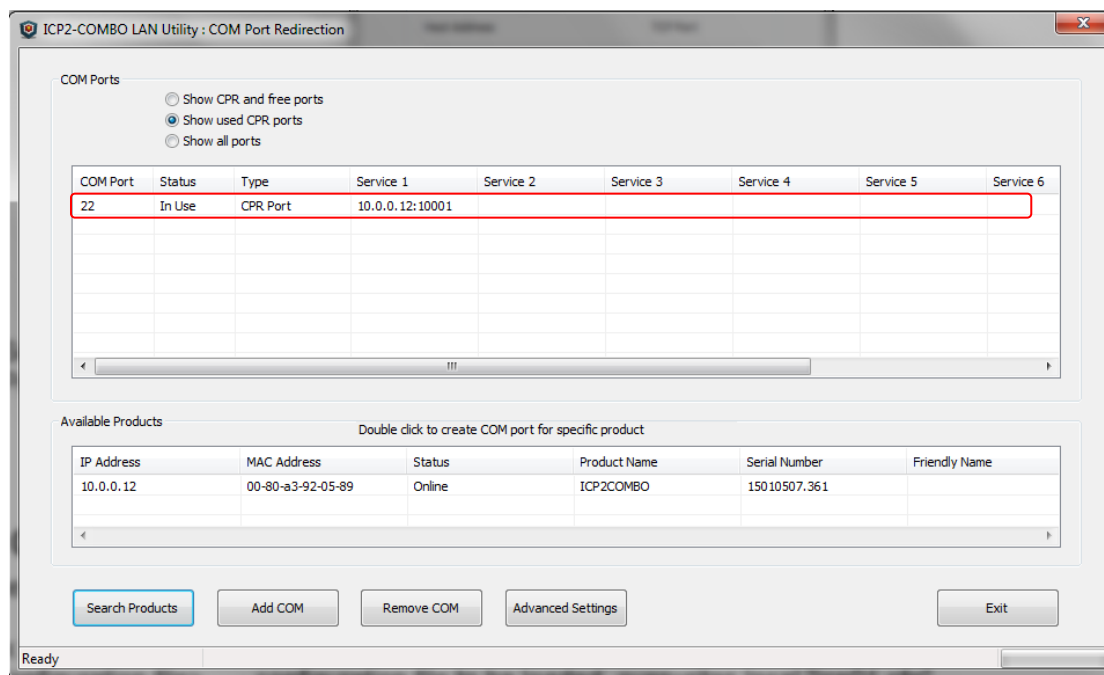 ICP2-COMBO LAN Utility : COM Port Redirection
COM Ports
Show CPR and free ports
Show used CPR ports
Show all ports
COM Port Status Type Service 1 Service 2 Service 3 Service 4 Service 5 Service 6
22 In Use CPR Port 10.0.0.12:10001
Available Products
Double click to create COM port for specific product
IP Address MAC Address Status Product Name Serial Number Friendly Name
10.0.0.12 00-80-a3-92-05-89 Online ICP2COMBO 15010507.361
Search Products Add COM Remove COM Advanced Settings Exit
Ready